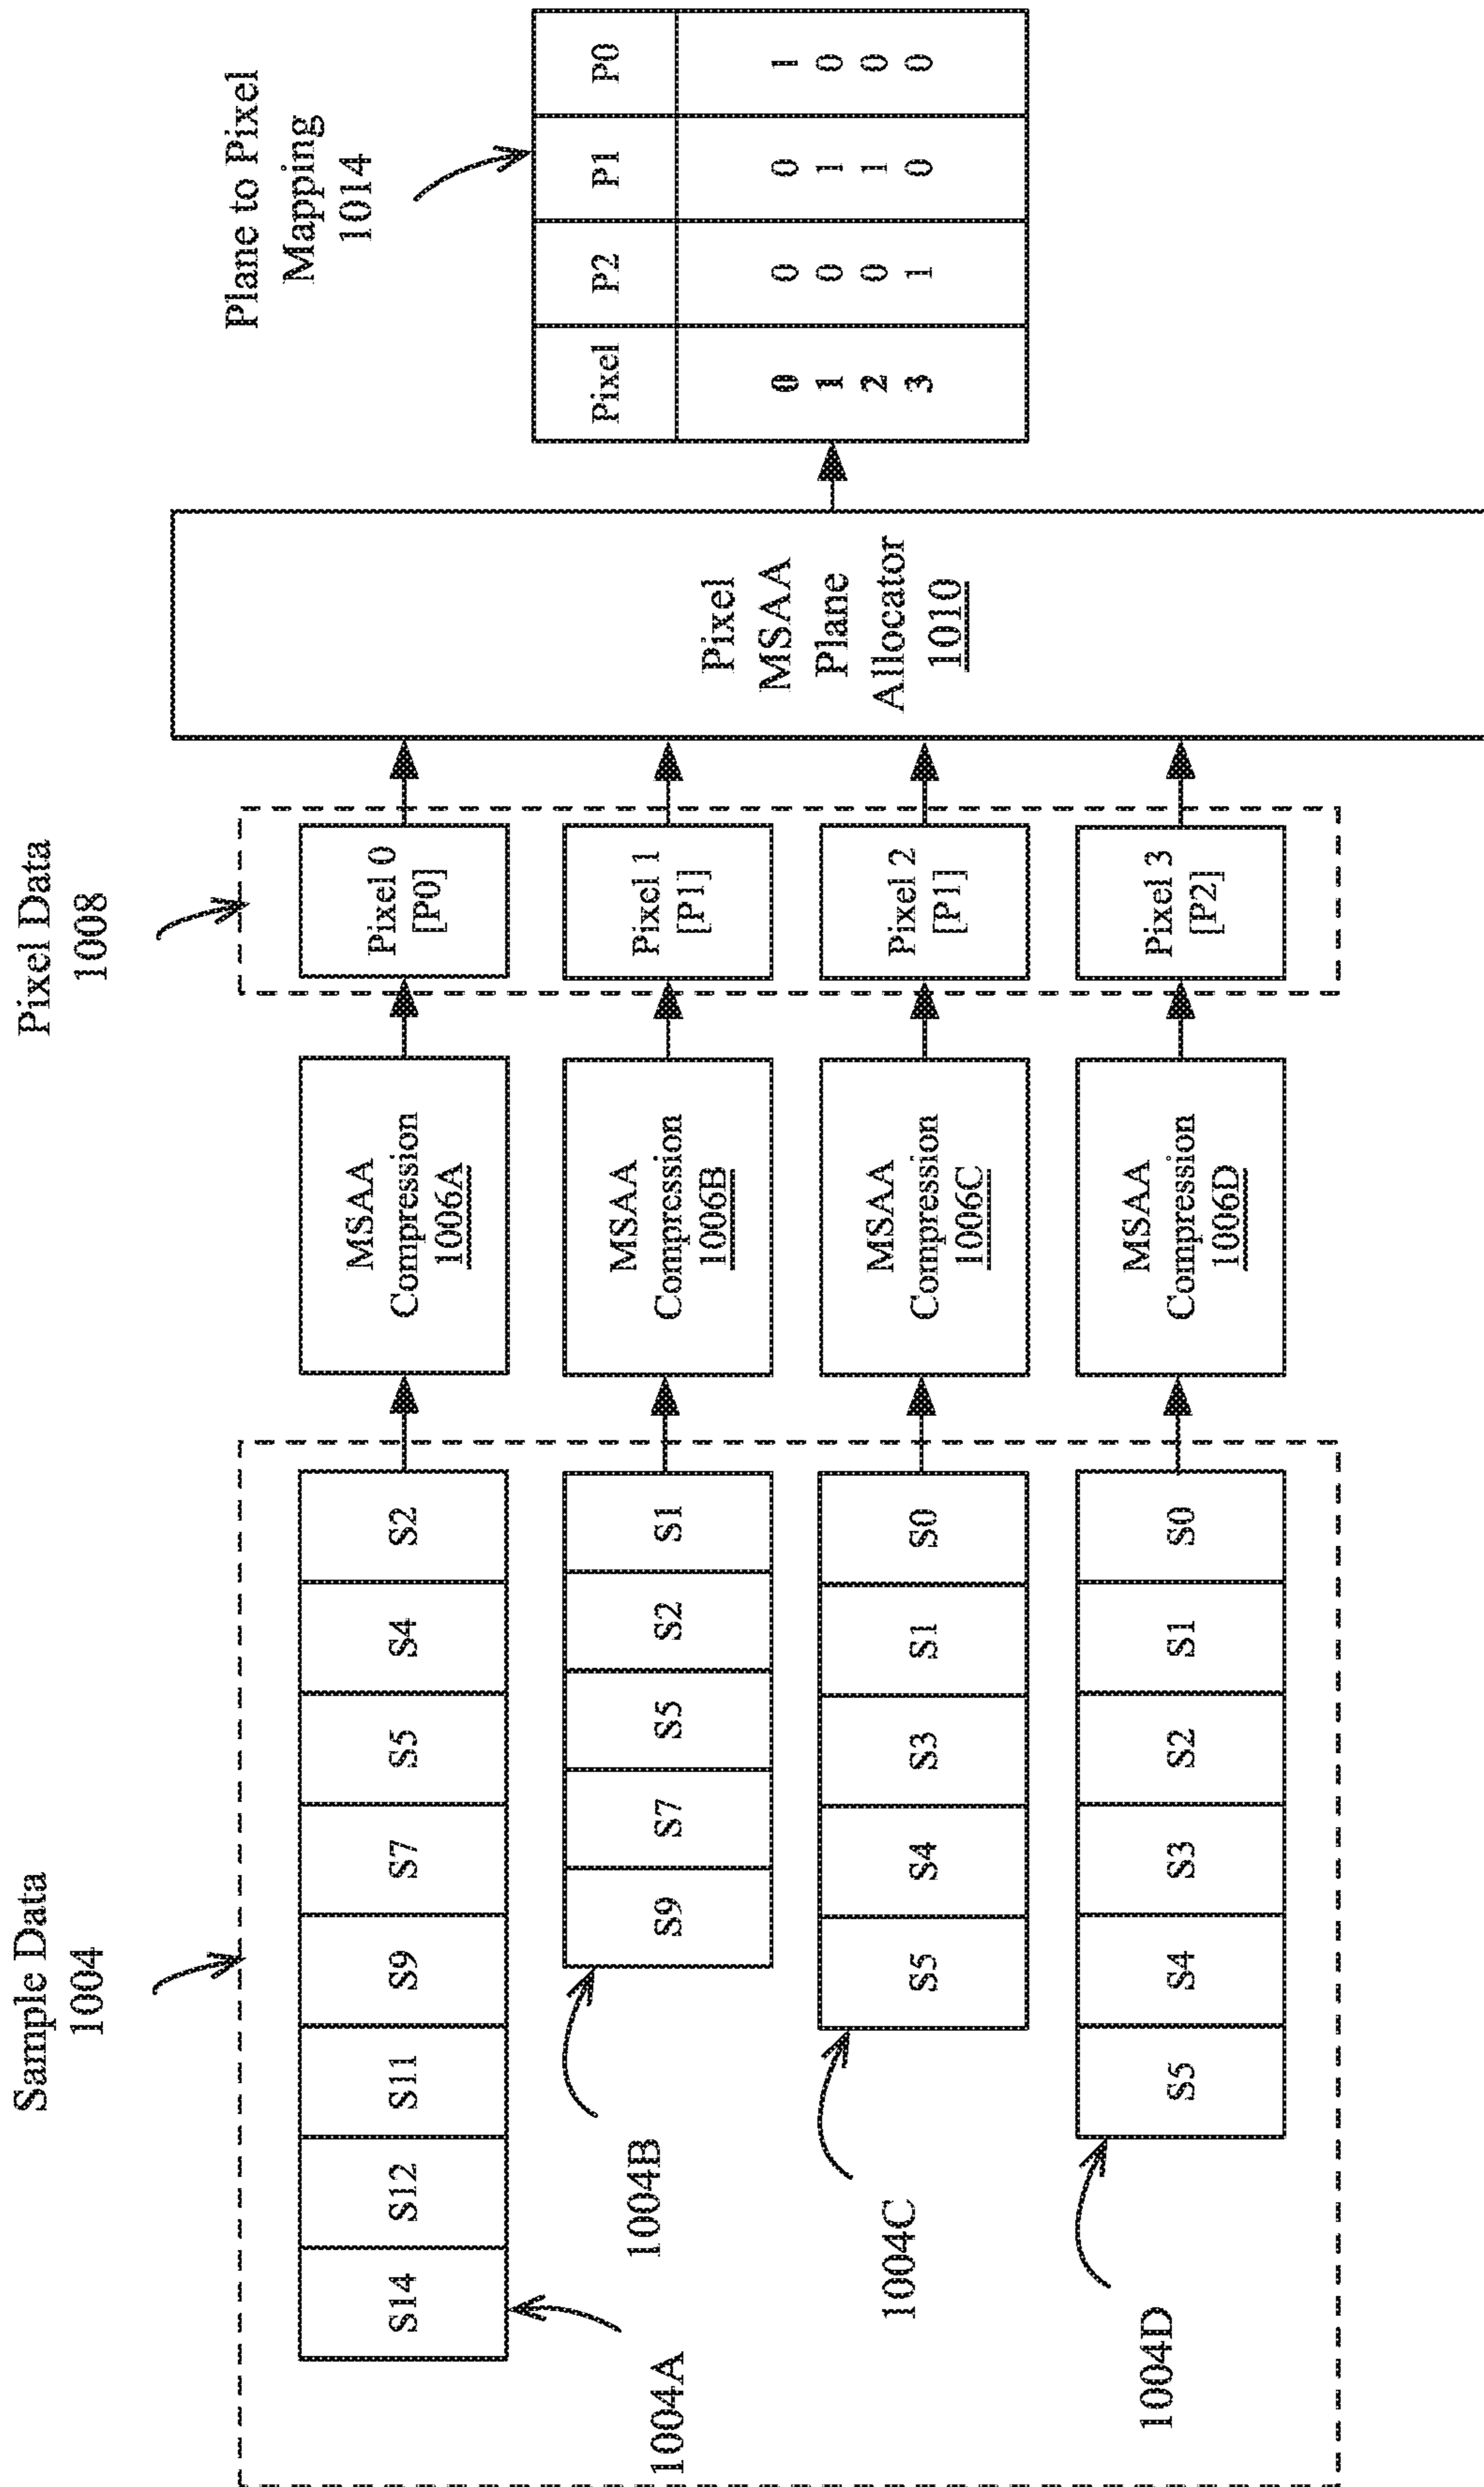 Sample Data
1004
Pixel Data
1008
Plane to Pixel
Mapping
1014
S14 S12 S11 S9 S7 S5 S4 S2
1004A
MSAA
Compression
1006A
Pixel 0
[P0]
S9 S7 S5 S2 S1
1004B
MSAA
Compression
1006B
Pixel 1
[P1]
S5 S4 S3 S1 S0
1004C
MSAA
Compression
1006C
Pixel 2
[P1]
S5 S4 S3 S2 S1 S0
1004D
MSAA
Compression
1006D
Pixel 3
[P2]
Pixel
MSAA
Plane
Allocator
1010
Pixel P2 P1 P0
0 0 0 1
1 0 1 0
2 0 1 0
3 1 0 0